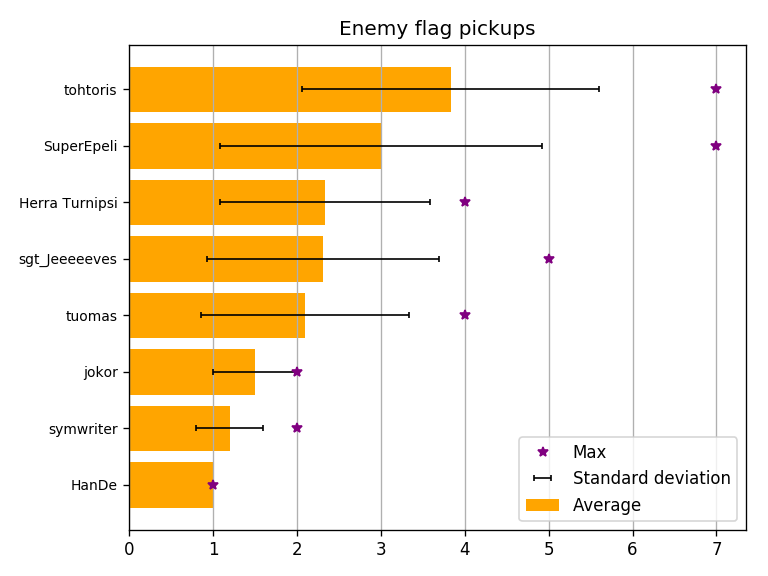 Enemy flag pickups
tohtoris
SuperEpeli
Herra Turnipsi
sgt_Jeeeeeves
tuomas
jokor
symwriter
HanDe
Max
Standard deviation
Average
0 1 2 3 4 5 6 7